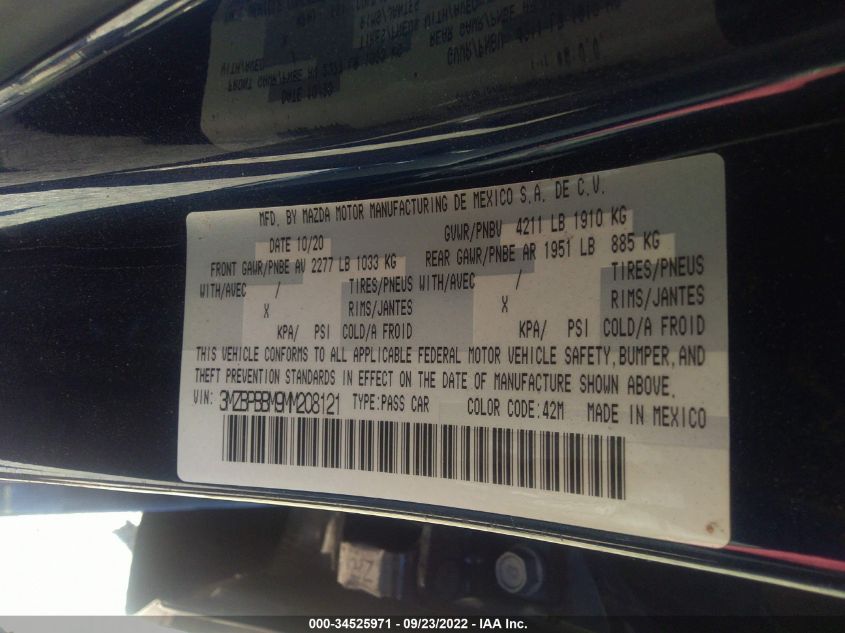 MFD. BY MAZDA MOTOR MANUFACTURING DE MEXICO S.A. DE C.V.
DATE 10/20 GVWR/PNBV 4211 LB 1910 KG
FRONT GAWR/PNBE AV 2277 LB 1033 KG REAR GAWR/PNBE AR 1951 LB 885 KG
WITH/AVEC / TIRES/PNEUS WITH/AVEC / TIRES/PNEUS
X RIMS/JANTES X RIMS/JANTES
KPA/ PSI COLD/A FROID KPA/ PSI COLD/A FROID
THIS VEHICLE CONFORMS TO ALL APPLICABLE FEDERAL MOTOR VEHICLE SAFETY, BUMPER, AND
THEFT PREVENTION STANDARDS IN EFFECT ON THE DATE OF MANUFACTURE SHOWN ABOVE.
VIN: 3MZBPBBM9MM208121 TYPE:PASS CAR COLOR CODE:42M MADE IN MEXICO
000-34525971 - 09/23/2022 - IAA Inc.